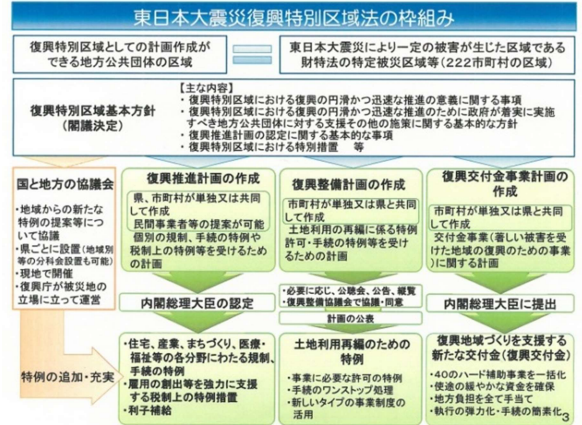 東日本大震災復興特別区域法の枠組み
復興特別区域としての計画作成が
できる地方公共団体の区域
東日本大震災により一定の被害が生じた区域である
財特法の特定被災区域等(222市町村の区域)
復興特別区域基本方針
(閣議決定)
【主な内容】
・復興特別区域における復興の円滑かつ迅速な推進の意義に関する事項
・復興特別区域における復興の円滑かつ迅速な推進のために政府が着実に実施
すべき地方公共団体に対する支援その他の施策に関する基本的な方針
・復興推進計画の認定に関する基本的な事項
・復興特別区域における特別措置 等
国と地方の協議会
・地域からの新たな
特例の提案等につ
いて協議
・県ごとに設置(地域別
等の分科会設置も可能)
・現地で開催
・復興庁が被災地の
立場に立って運営
特例の追加・充実
復興推進計画の作成
県、市町村が単独又は共同
して作成
民間事業者等の提案が可能
個別の規制、手続の特例や
税制上の特例等を受けるため
の計画
内閣総理大臣の認定
・住宅、産業、まちづくり、医療・
福祉等の各分野にわたる規制、
手続の特例
・雇用の創出等を強力に支援
する税制上の特例措置
・利子補給
復興整備計画の作成
市町村が単独又は県と共同
して作成
土地利用の再編に係る特例
許可・手続の特例等を受け
るための計画
・必要に応じ、公聴会、公告、縦覧
・復興整備協議会で協議・同意
計画の公表
土地利用再編のための
特例
・事業に必要な許可の特例
・手続のワンストップ処理
・新しいタイプの事業制度の
活用
復興交付金事業計画の
作成
市町村が単独又は県と共同
して作成
交付金事業(著しい被害を受
けた地域の復興のための事業)
に関する計画
内閣総理大臣に提出
復興地域づくりを支援する
新たな交付金(復興交付金)
・40のハード補助事業を一括化
・使途の緩やかな資金を確保
・地方負担を全て手当て
・執行の弾力化・手続の簡素化
3